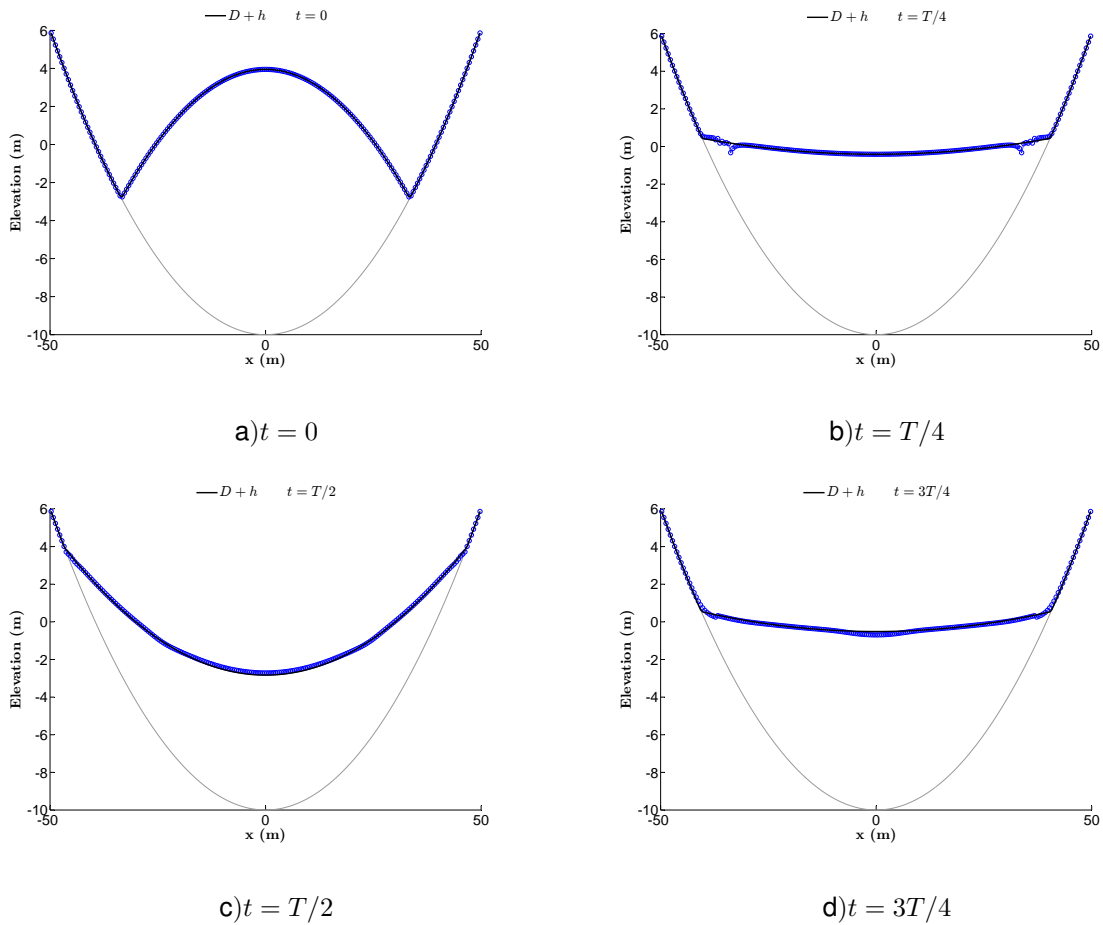 D + h t = 0
6
4
2
0
-2
-4
-6
-8
-10
Elevation (m)
-50 0 50
x (m)
a)t = 0
D + h t = T/4
6
4
2
0
-2
-4
-6
-8
-10
Elevation (m)
-50 0 50
x (m)
b)t = T/4
D + h t = T/2
6
4
2
0
-2
-4
-6
-8
-10
Elevation (m)
-50 0 50
x (m)
c)t = T/2
D + h t = 3T/4
6
4
2
0
-2
-4
-6
-8
-10
Elevation (m)
-50 0 50
x (m)
d)t = 3T/4